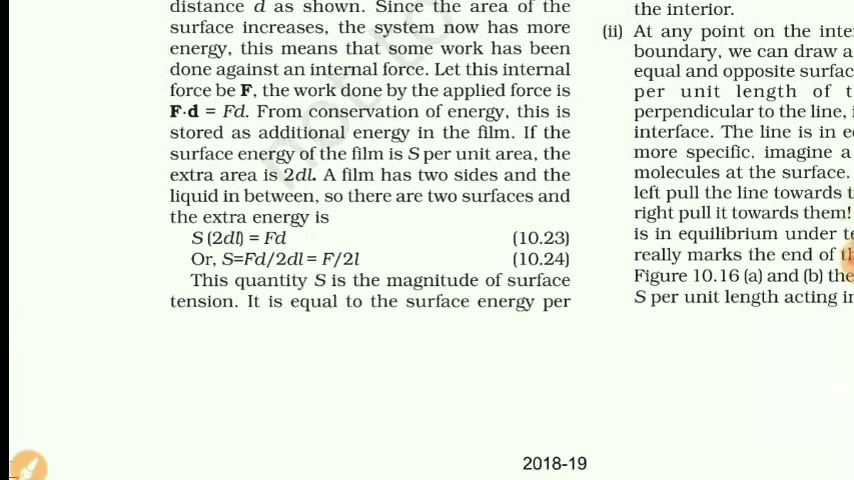 distance d as shown. Since the area of the
surface increases, the system now has more
energy, this means that some work has been
done against an internal force. Let this internal
force be F, the work done by the applied force is
F·d = Fd. From conservation of energy, this is
stored as additional energy in the film. If the
surface energy of the film is S per unit area, the
extra area is 2dl. A film has two sides and the
liquid in between, so there are two surfaces and
the extra energy is
S (2dl) = Fd (10.23)
Or, S=Fd/2dl = F/2l (10.24)
This quantity S is the magnitude of surface
tension. It is equal to the surface energy per
the interior.
(ii) At any point on the inte
boundary, we can draw a
equal and opposite surfac
per unit length of t
perpendicular to the line, i
interface. The line is in e
more specific, imagine a
molecules at the surface.
left pull the line towards t
right pull it towards them!
is in equilibrium under te
really marks the end of th
Figure 10.16 (a) and (b) the
S per unit length acting in
2018-19